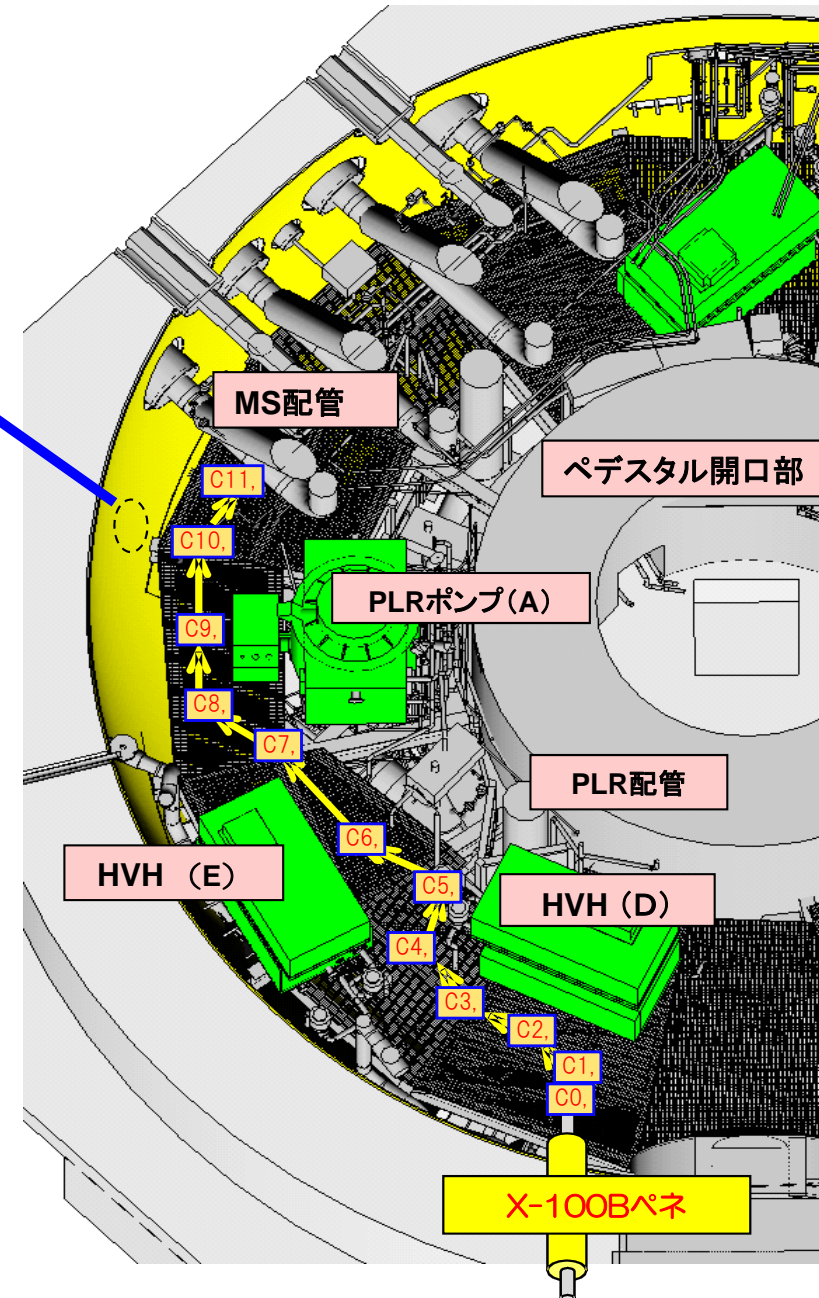 MS配管
C11,
ペデスタル開口部
C10,
PLRポンプ(A)
C9,
C8,
C7,
PLR配管
C6,
HVH (E)
C5,
HVH (D)
C4,
C3,
C2,
C1,
C0,
X-100Bペネ